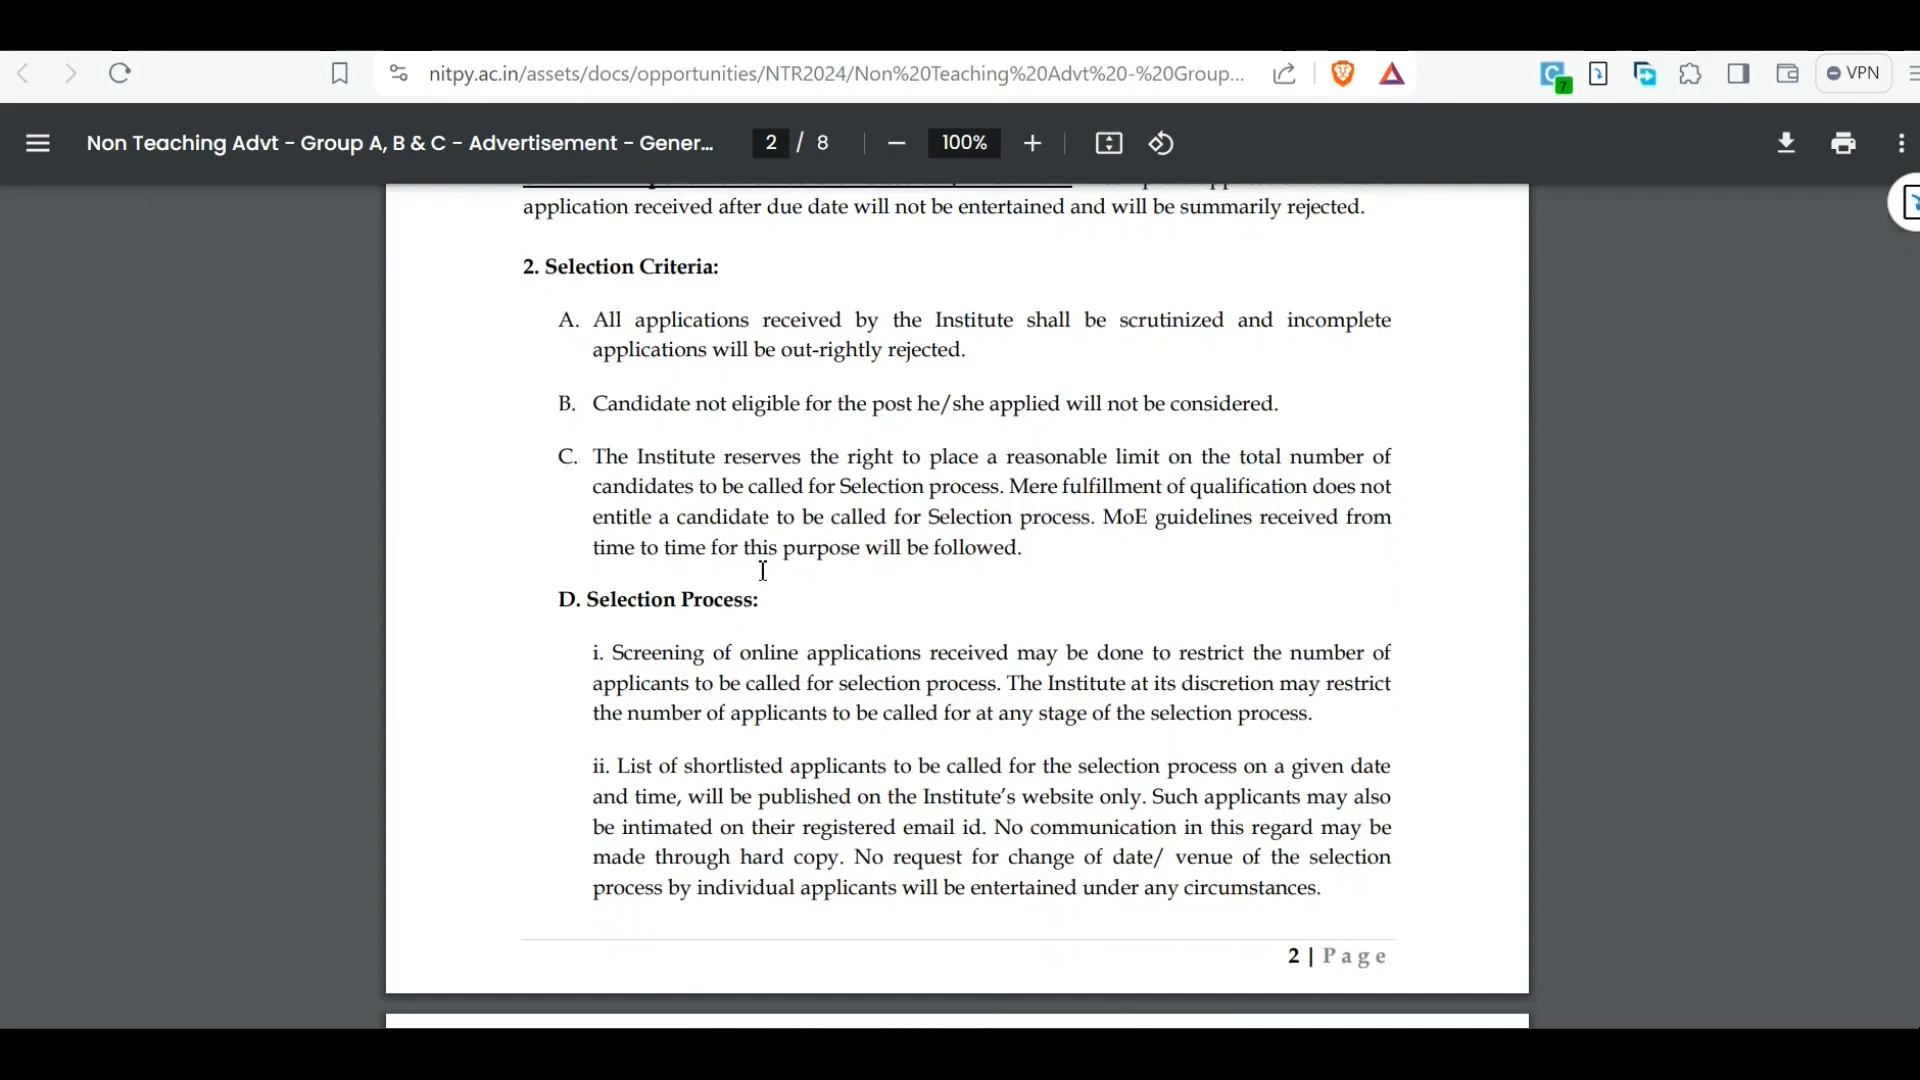 nitpy.ac.in/assets/docs/opportunities/NTR2024/Non%20Teaching%20Advt%20-%20Group...
7
VPN
Non Teaching Advt - Group A, B & C - Advertisement - Gener...
2 / 8
100%
application received after due date will not be entertained and will be summarily rejected.
2. Selection Criteria:
A. All applications received by the Institute shall be scrutinized and incomplete
applications will be out-rightly rejected.
B. Candidate not eligible for the post he/she applied will not be considered.
C. The Institute reserves the right to place a reasonable limit on the total number of
candidates to be called for Selection process. Mere fulfillment of qualification does not
entitle a candidate to be called for Selection process. MoE guidelines received from
time to time for this purpose will be followed.
D. Selection Process:
i. Screening of online applications received may be done to restrict the number of
applicants to be called for selection process. The Institute at its discretion may restrict
the number of applicants to be called for at any stage of the selection process.
ii. List of shortlisted applicants to be called for the selection process on a given date
and time, will be published on the Institute's website only. Such applicants may also
be intimated on their registered email id. No communication in this regard may be
made through hard copy. No request for change of date/ venue of the selection
process by individual applicants will be entertained under any circumstances.
2 | Page